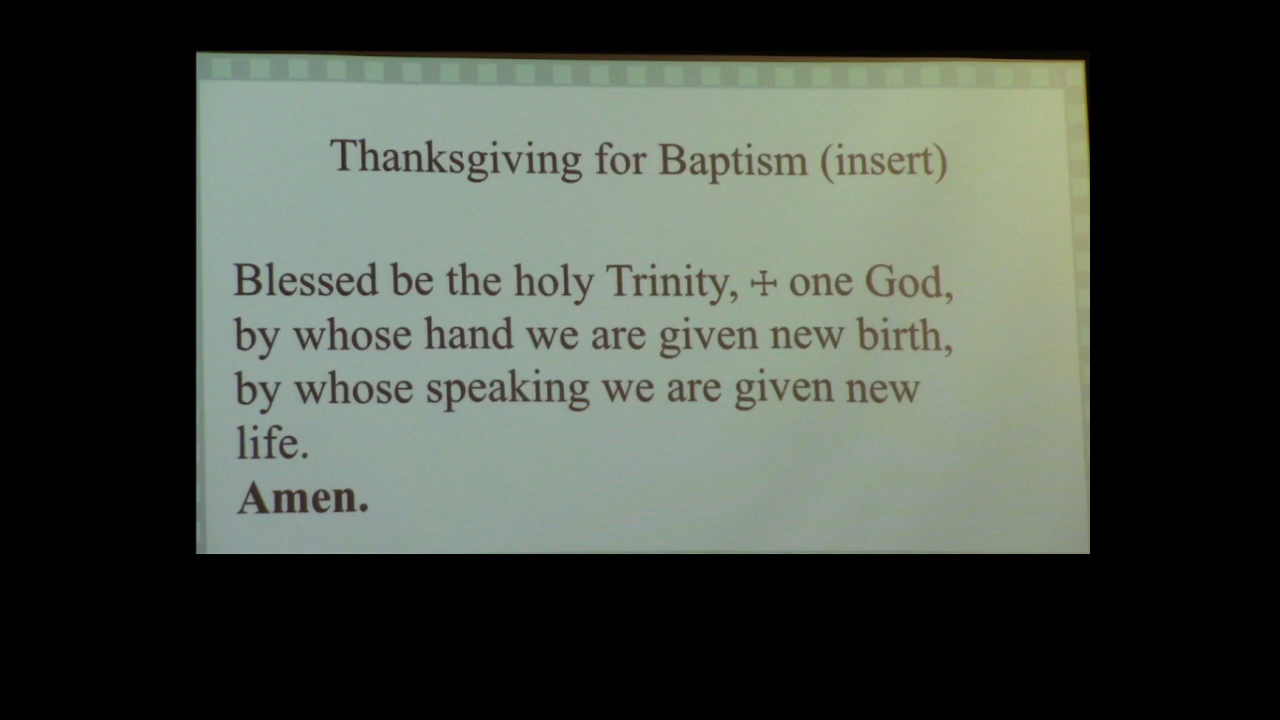 Thanksgiving for Baptism (insert)
Blessed be the holy Trinity, ☩ one God,
by whose hand we are given new birth,
by whose speaking we are given new
life.
Amen.